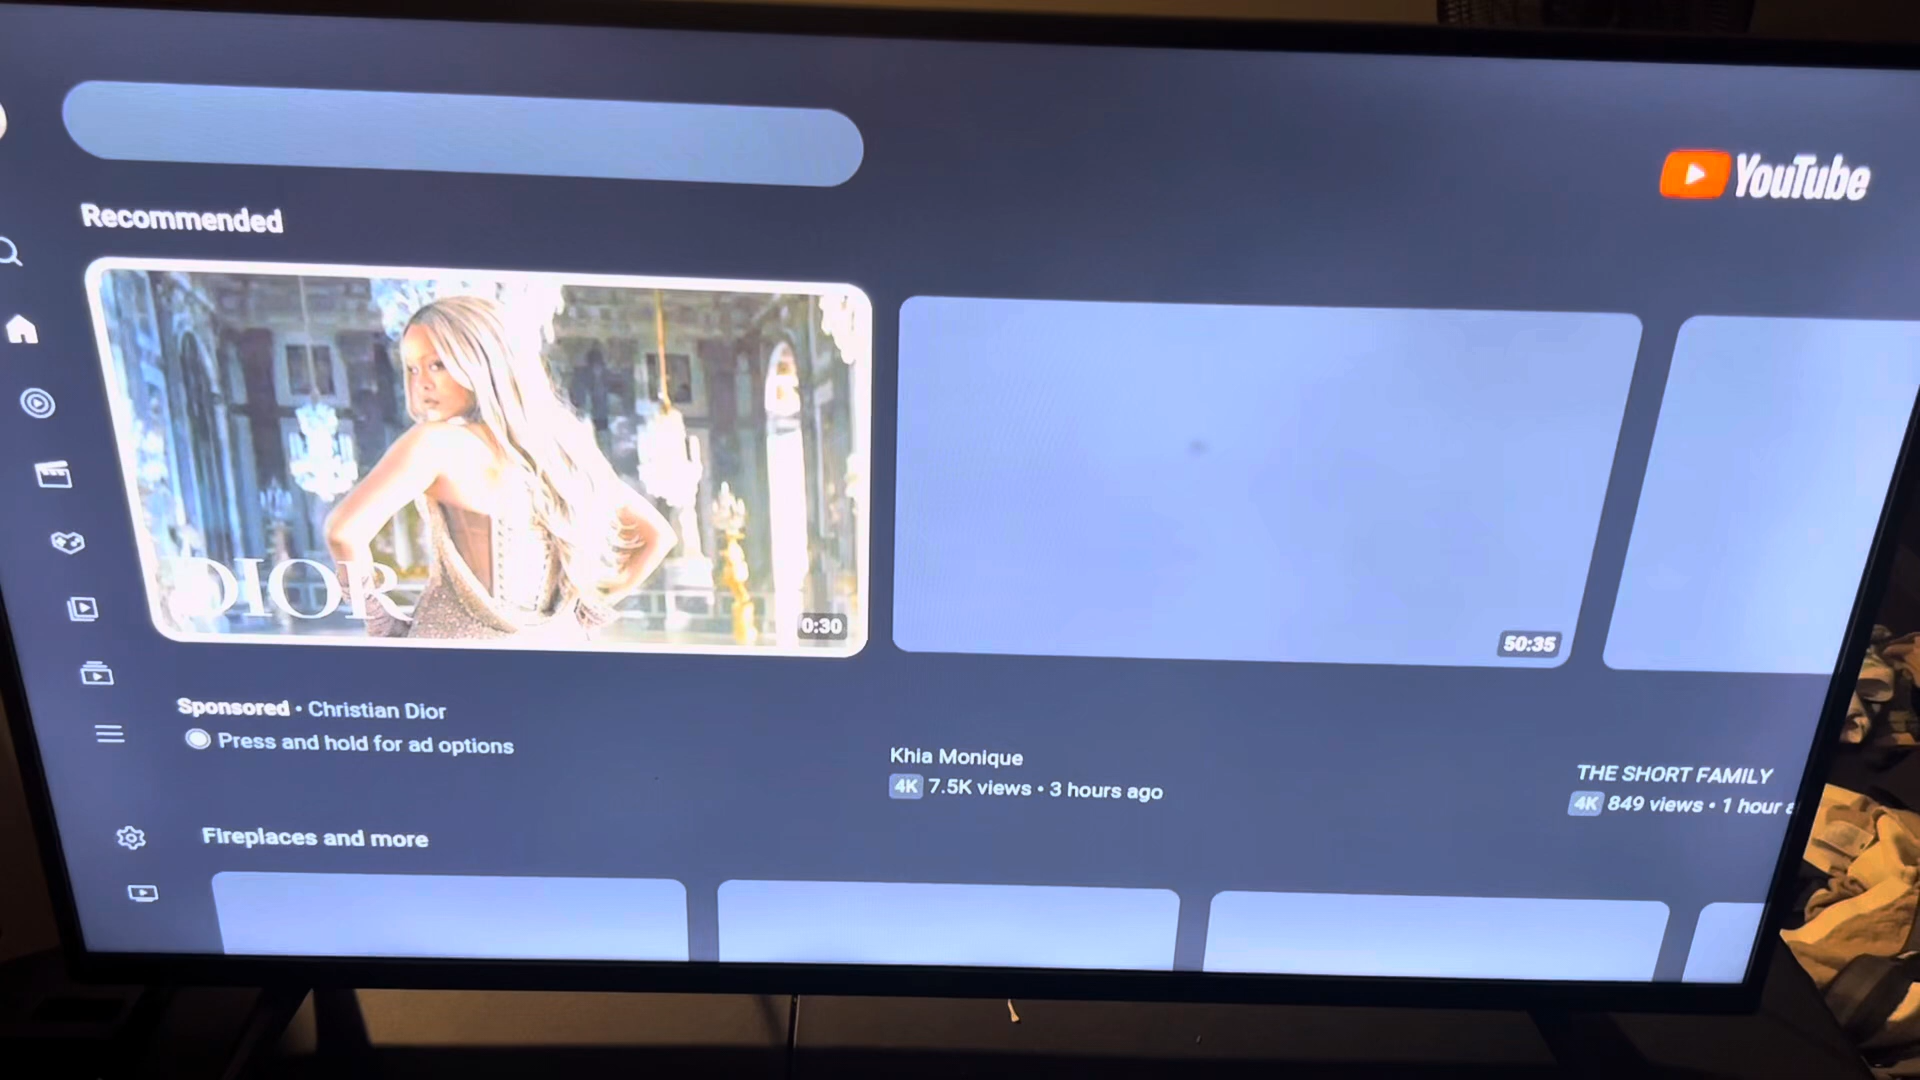 YouTube
Recommended
DIOR
0:30
50:35
Sponsored • Christian Dior
Press and hold for ad options
Khia Monique
4K 7.5K views • 3 hours ago
THE SHORT FAMILY
4K 849 views • 1 hour
Fireplaces and more